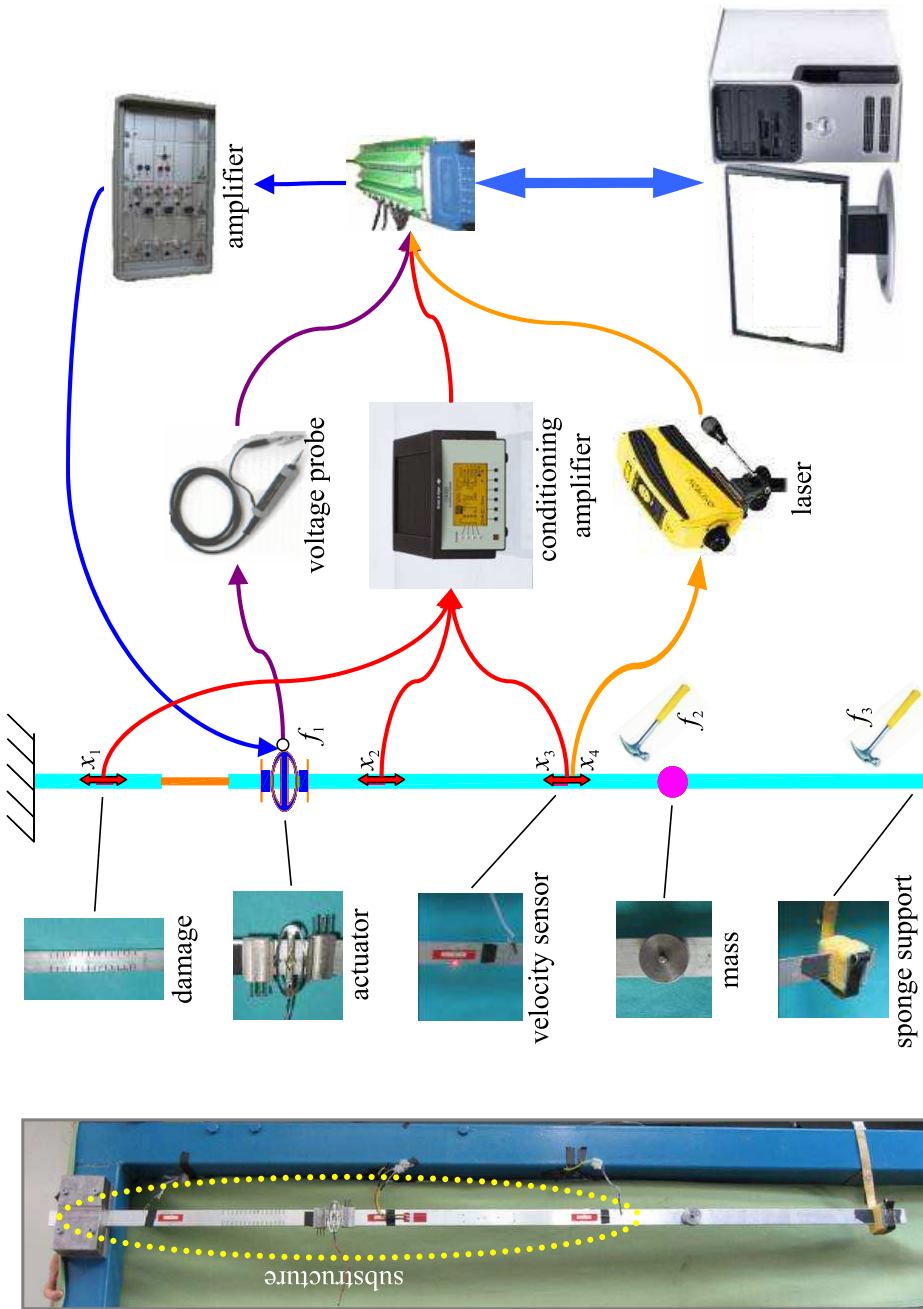 amplifier
voltage probe
conditioning
amplifier
laser
x₁
f₁
x₂
x₃
x₄
f₂
f₃
damage
actuator
velocity sensor
mass
sponge support
substructure